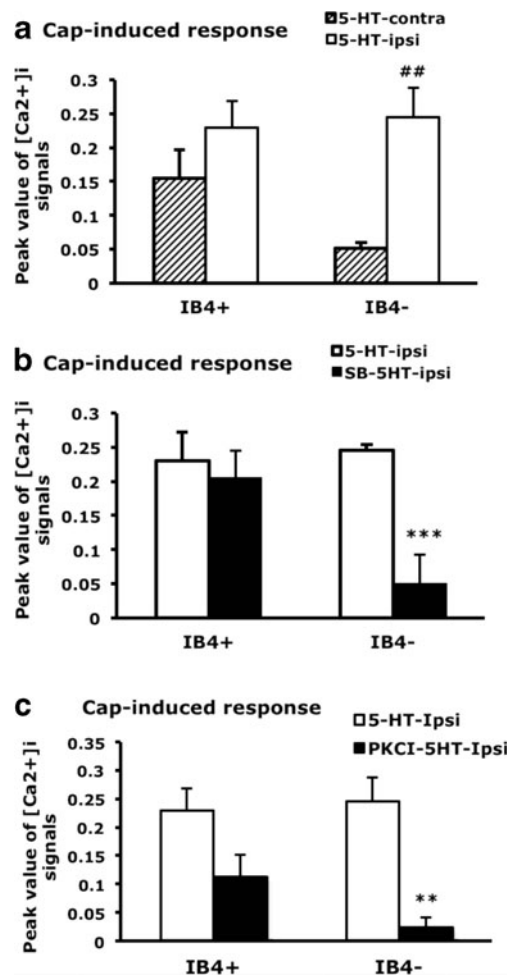 a Cap-induced response
5-HT-contra
5-HT-ipsi
Peak value of [Ca2+]i
signals
0.3
0.25
0.2
0.15
0.1
0.05
0
##
IB4+ IB4-
b Cap-induced response
5-HT-ipsi
SB-5HT-ipsi
Peak value of [Ca2+]i
signals
0.3
0.25
0.2
0.15
0.1
0.05
0
***
IB4+ IB4-
c Cap-induced response
5-HT-Ipsi
PKCI-5HT-Ipsi
Peak value of [Ca2+]i
signals
0.35
0.3
0.25
0.2
0.15
0.1
0.05
0
**
IB4+ IB4-